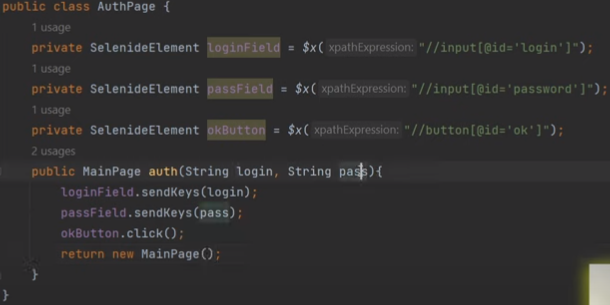 public class AuthPage {
1 usage
private SelenideElement loginField = $x( xpathExpression: "//input[@id='login']");
1 usage
private SelenideElement passField = $x( xpathExpression: "//input[@id='password']");
1 usage
private SelenideElement okButton = $x( xpathExpression: "//button[@id='ok']");
2 usages
public MainPage auth(String login, String pass){
loginField.sendKeys(login);
passField.sendKeys(pass);
okButton.click();
return new MainPage();
}
}